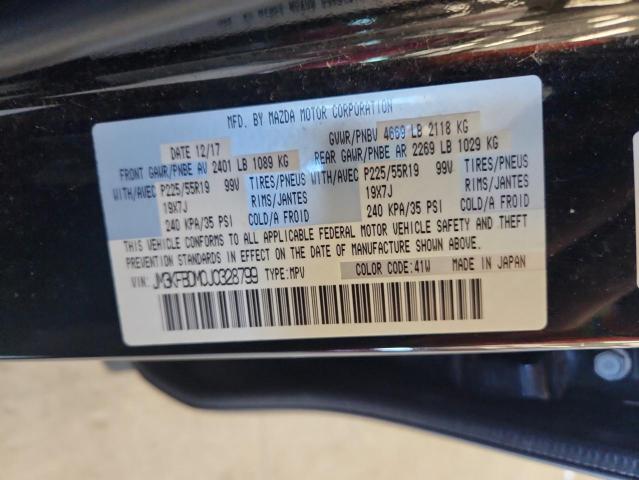 MFD. BY MAZDA MOTOR CORPORATION
DATE 12/17 GVWR/PNBV 4669 LB 2118 KG
FRONT GAWR/PNBE AV 2401 LB 1089 KG REAR GAWR/PNBE AR 2269 LB 1029 KG
WITH/AVEC P225/55R19 99V TIRES/PNEUS WITH/AVEC P225/55R19 99V TIRES/PNEUS
19X7J RIMS/JANTES 19X7J RIMS/JANTES
240 KPA/35 PSI COLD/A FROID 240 KPA/35 PSI COLD/A FROID
THIS VEHICLE CONFORMS TO ALL APPLICABLE FEDERAL MOTOR VEHICLE SAFETY AND THEFT
PREVENTION STANDARDS IN EFFECT ON THE DATE OF MANUFACTURE SHOWN ABOVE.
VIN: JM3KFBDM0J0328799 TYPE: MPV COLOR CODE: 41W MADE IN JAPAN